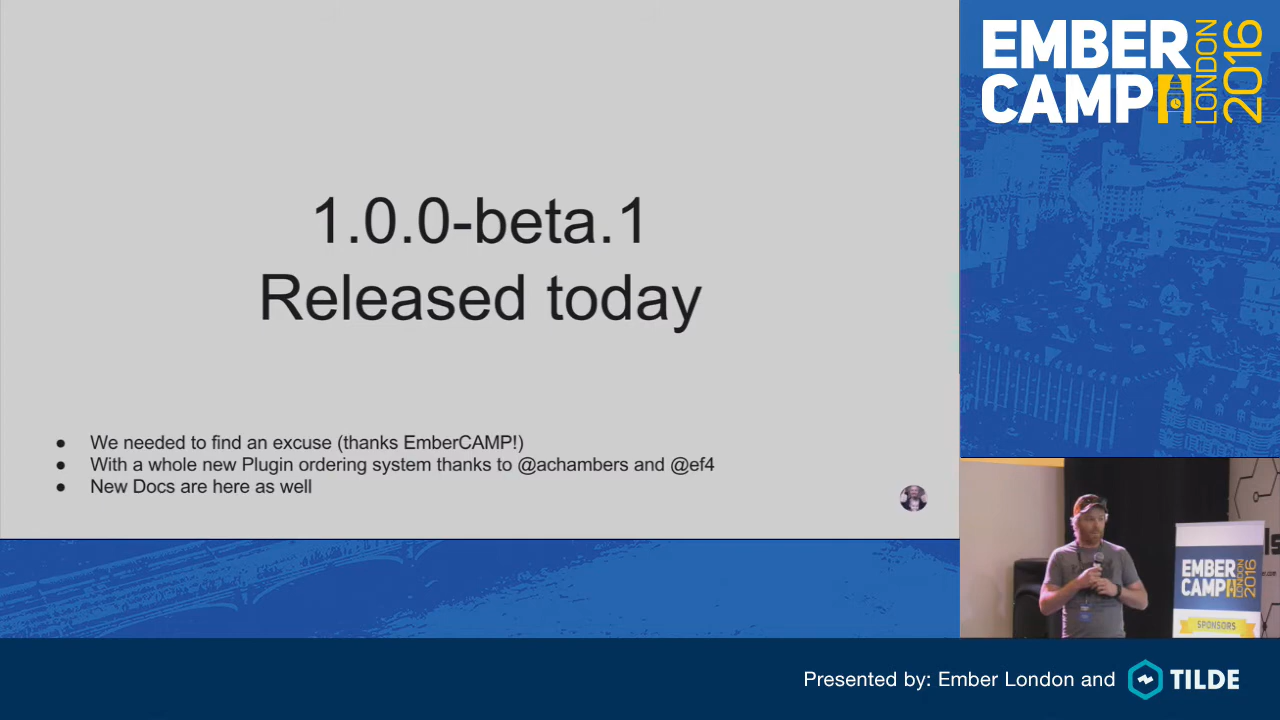 1.0.0-beta.1
Released today
● We needed to find an excuse (thanks EmberCAMP!)
● With a whole new Plugin ordering system thanks to @achambers and @ef4
● New Docs are here as well
EMBER
CAMP
LONDON
2016
EMBER
CAMP
LONDON
2016
SPONSORS
Presented by: Ember London and
TILDE